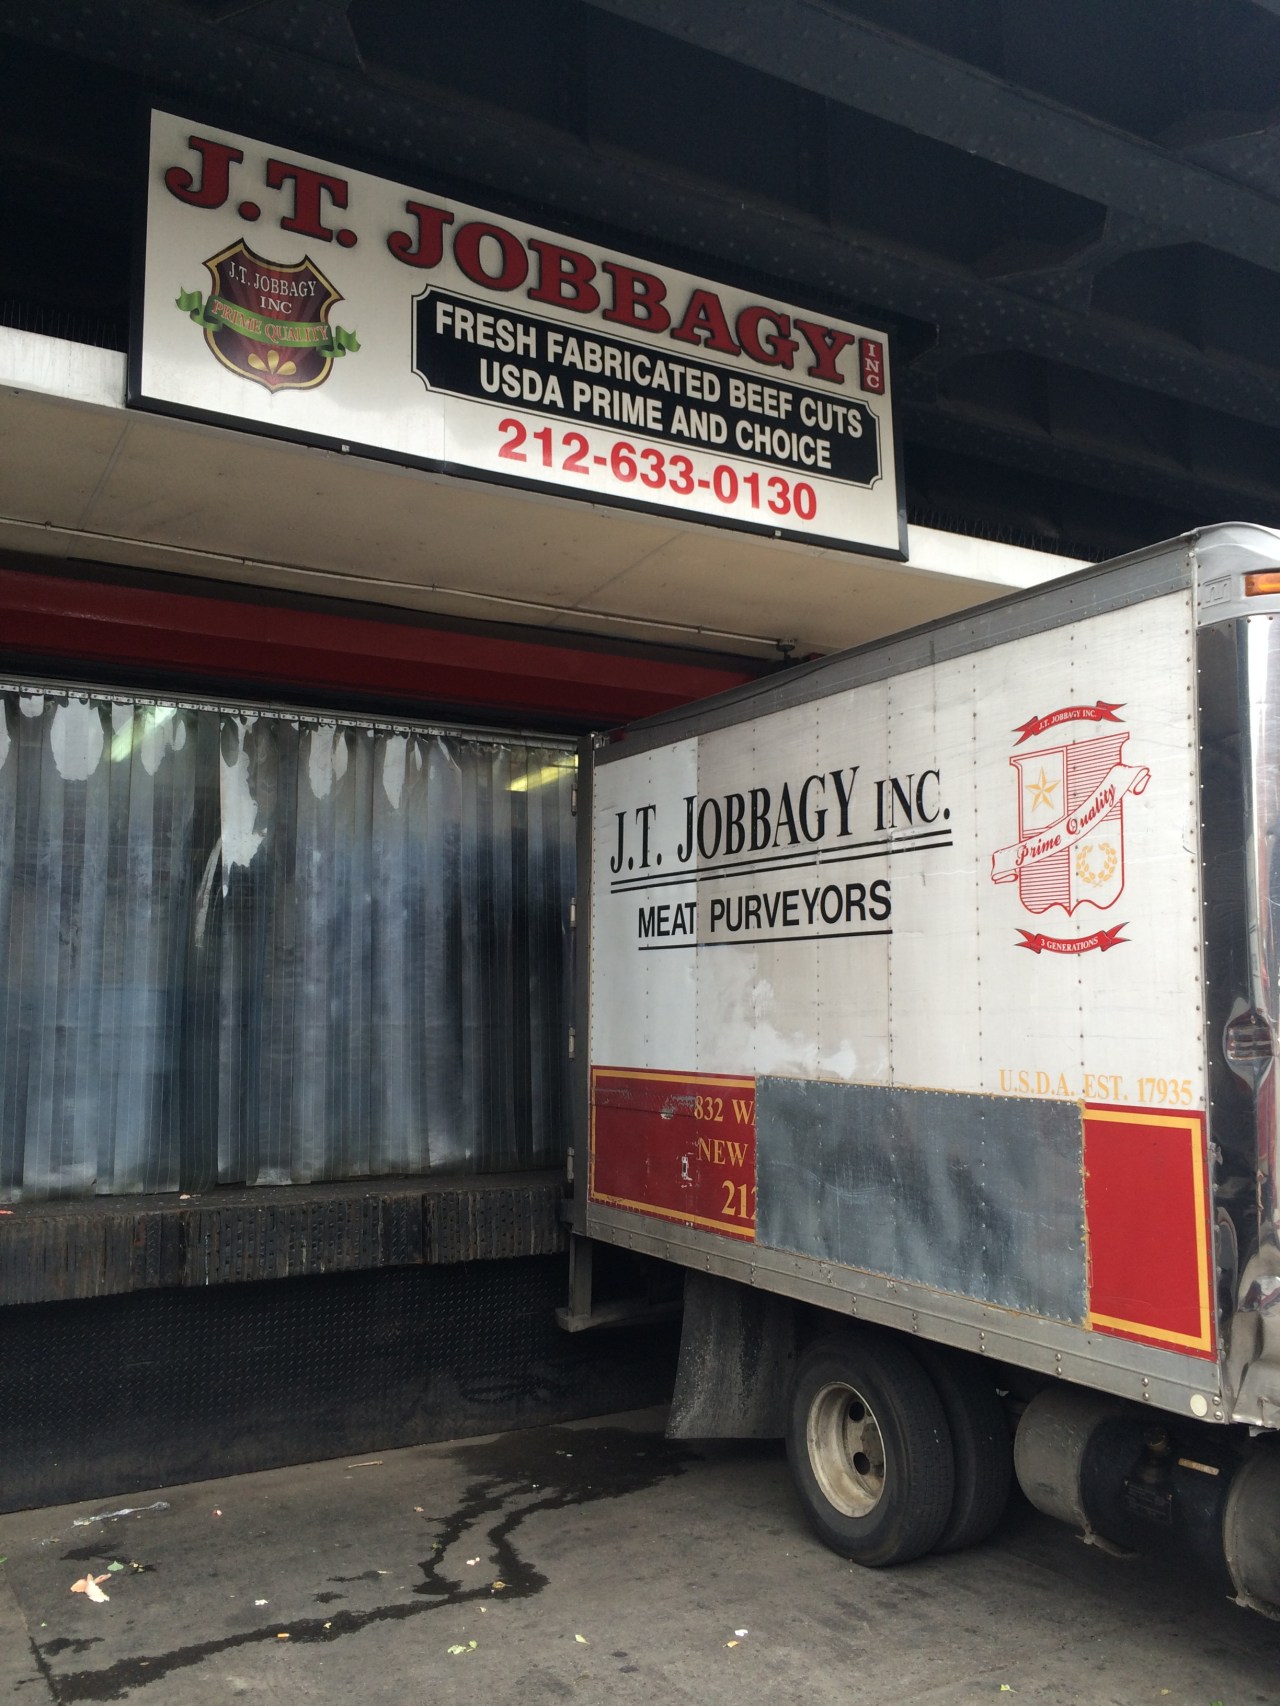 J.T. JOBBAGY INC
J.T. JOBBAGY
INC
PRIME QUALITY
FRESH FABRICATED BEEF CUTS
USDA PRIME AND CHOICE
212-633-0130
J.T. JOBBAGY INC.
MEAT PURVEYORS
J.T. JOBBAGY INC.
Prime Quality
3 GENERATIONS
U.S.D.A. EST. 17935
832 W
NEW
212